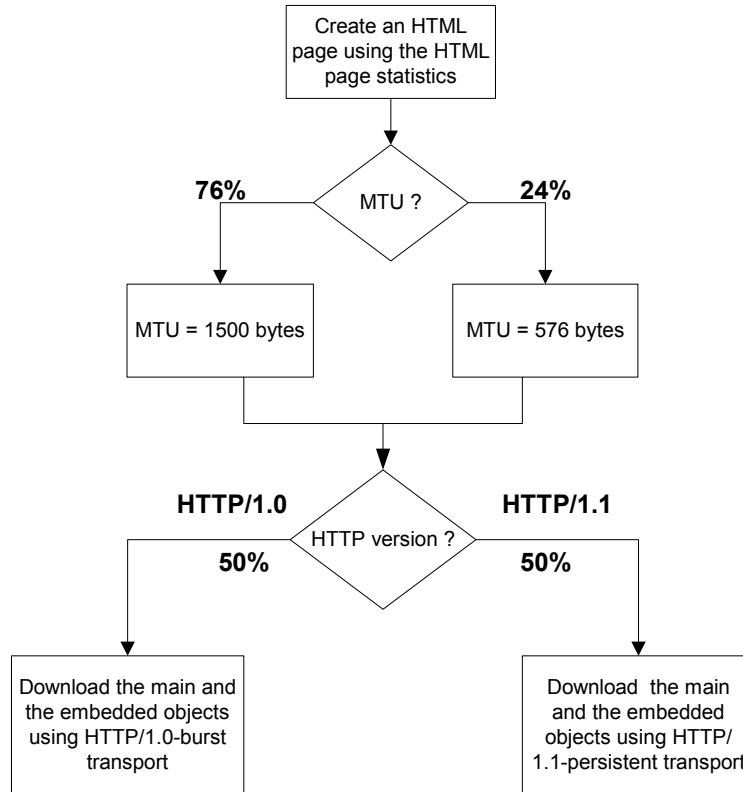 Create an HTML
page using the HTML
page statistics
76%
MTU ?
24%
MTU = 1500 bytes
MTU = 576 bytes
HTTP/1.0
HTTP/1.1
HTTP version ?
50%
50%
Download the main and
the embedded objects
using HTTP/1.0-burst
transport
Download the main
and the embedded
objects using HTTP/
1.1-persistent transport